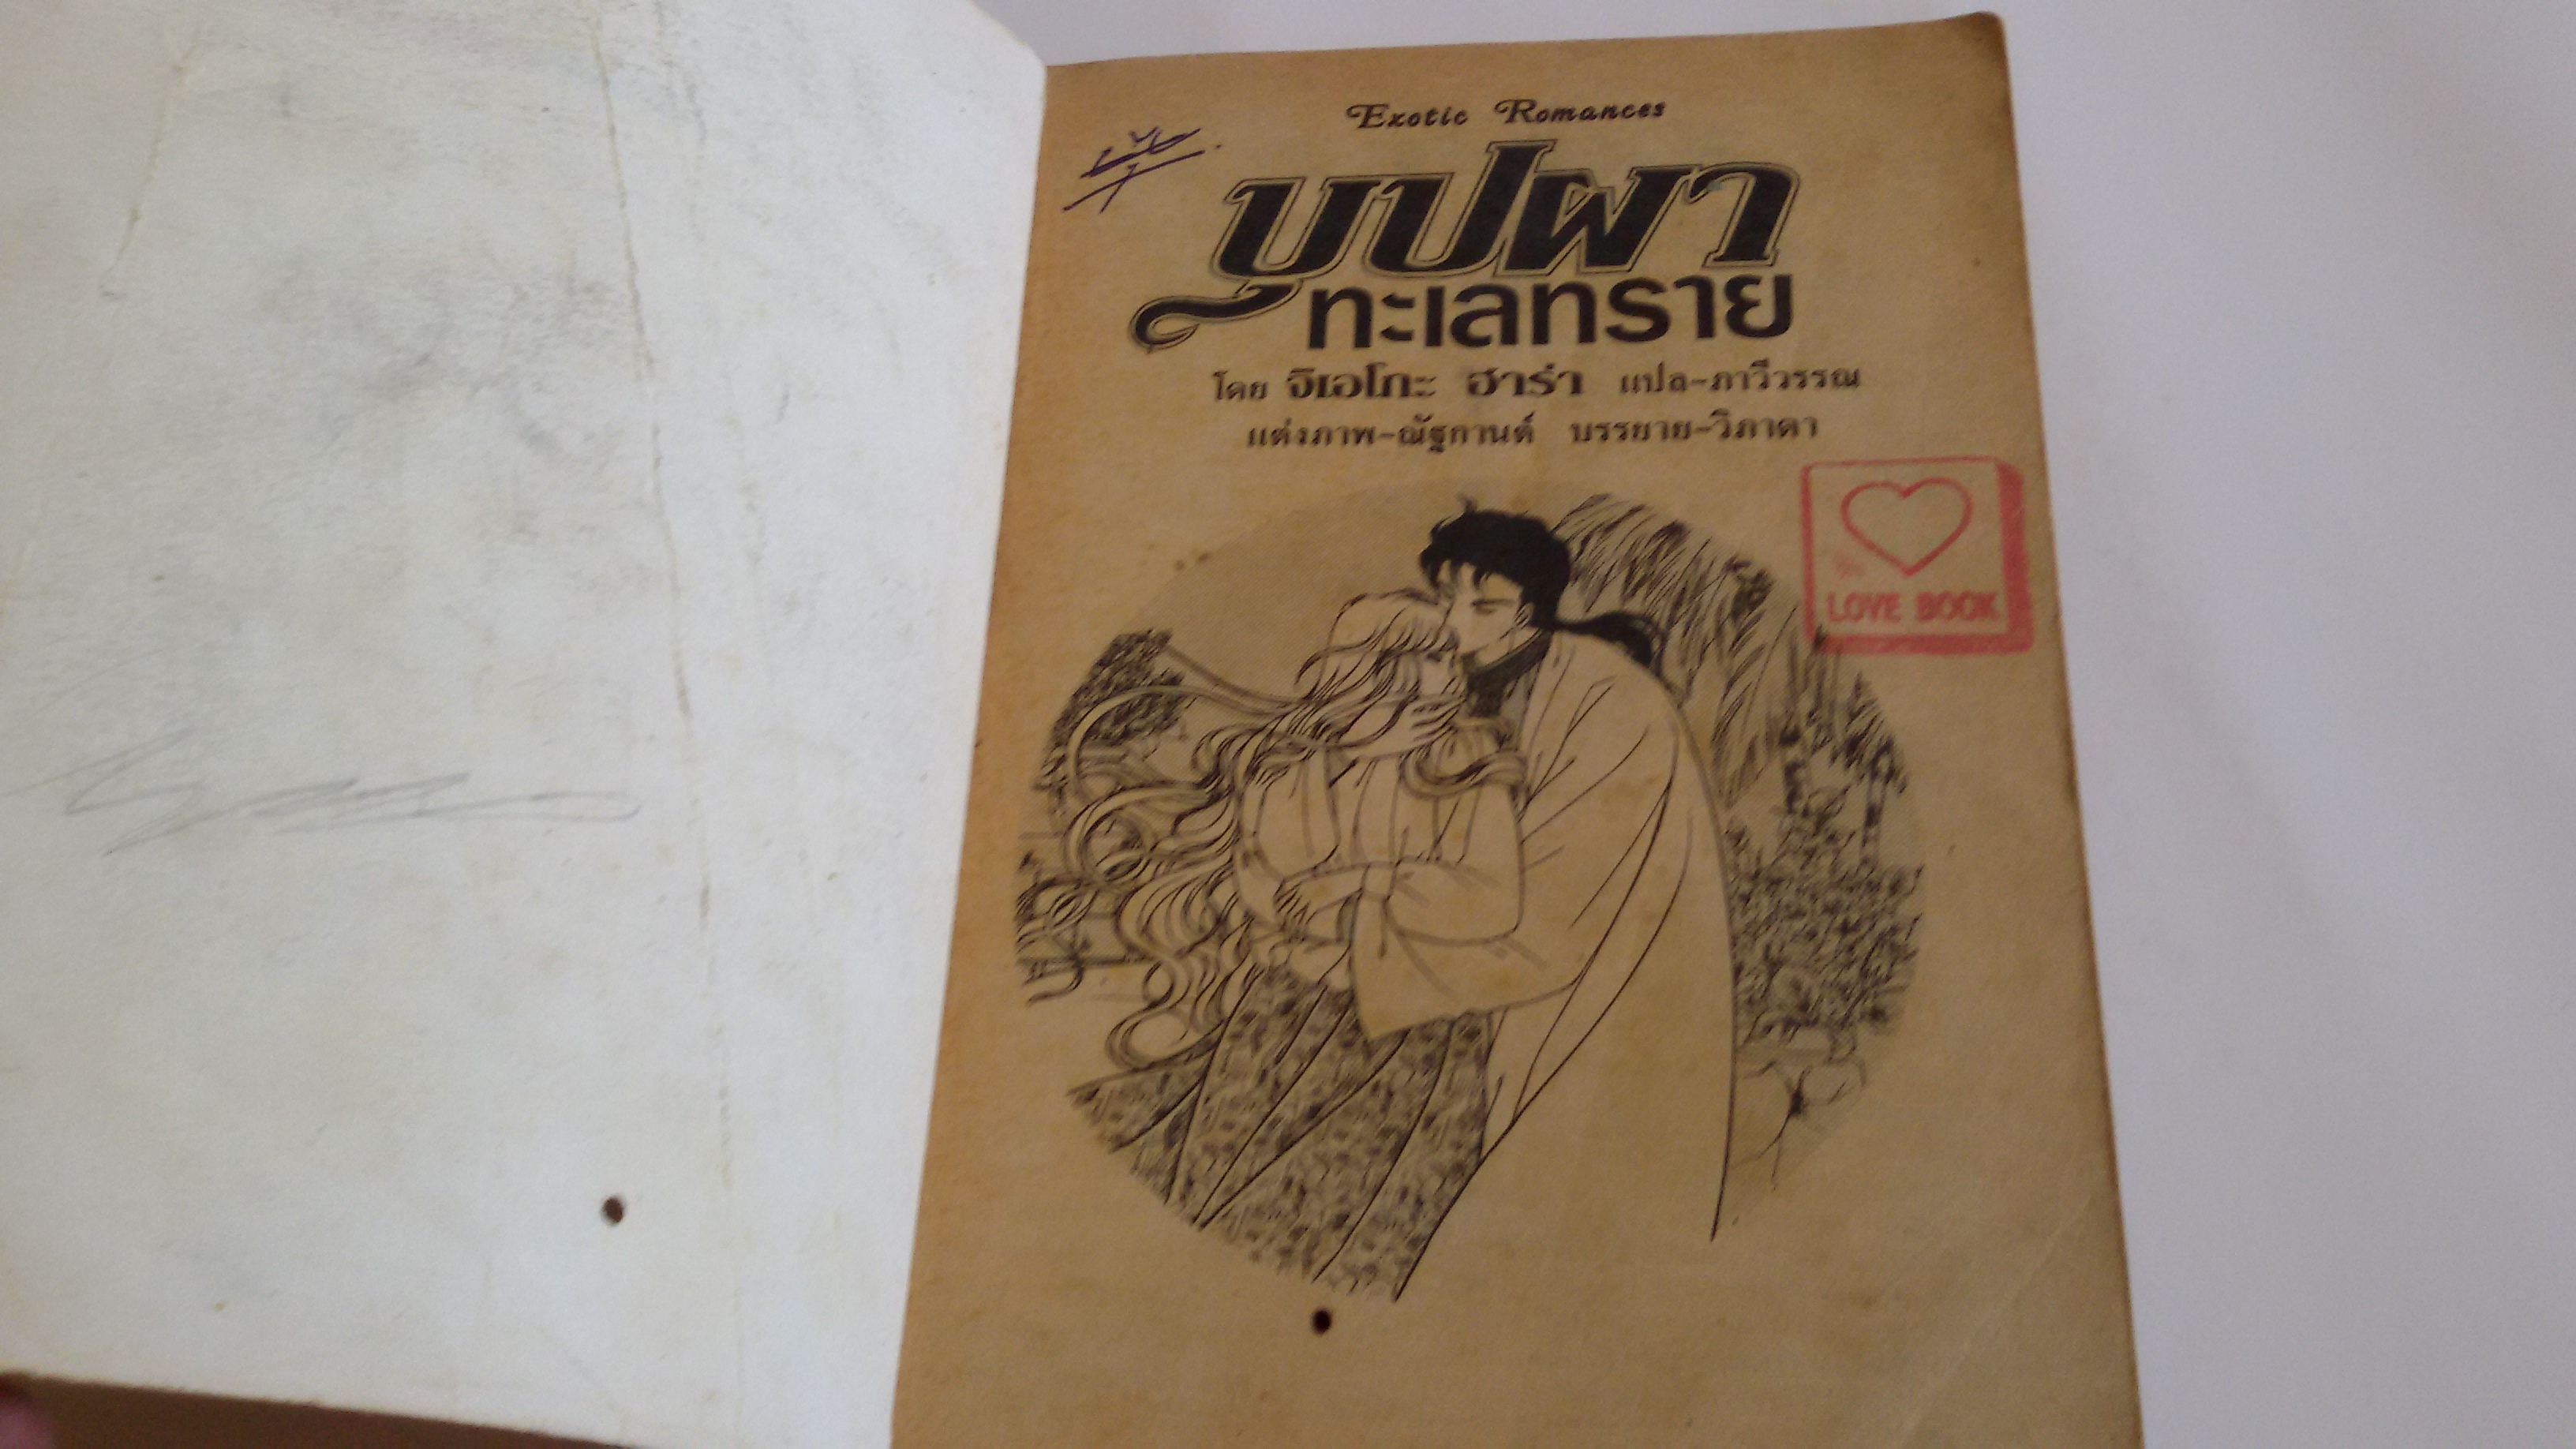 Exotic Romances
บุปผา
ทะเลทราย
โดย จิเอโกะ ฮาร่า แปล-ภาวีวรรณ
แต่งภาพ-ณัฐกานต์ บรรยาย-วิภาดา
LOVE BOOK